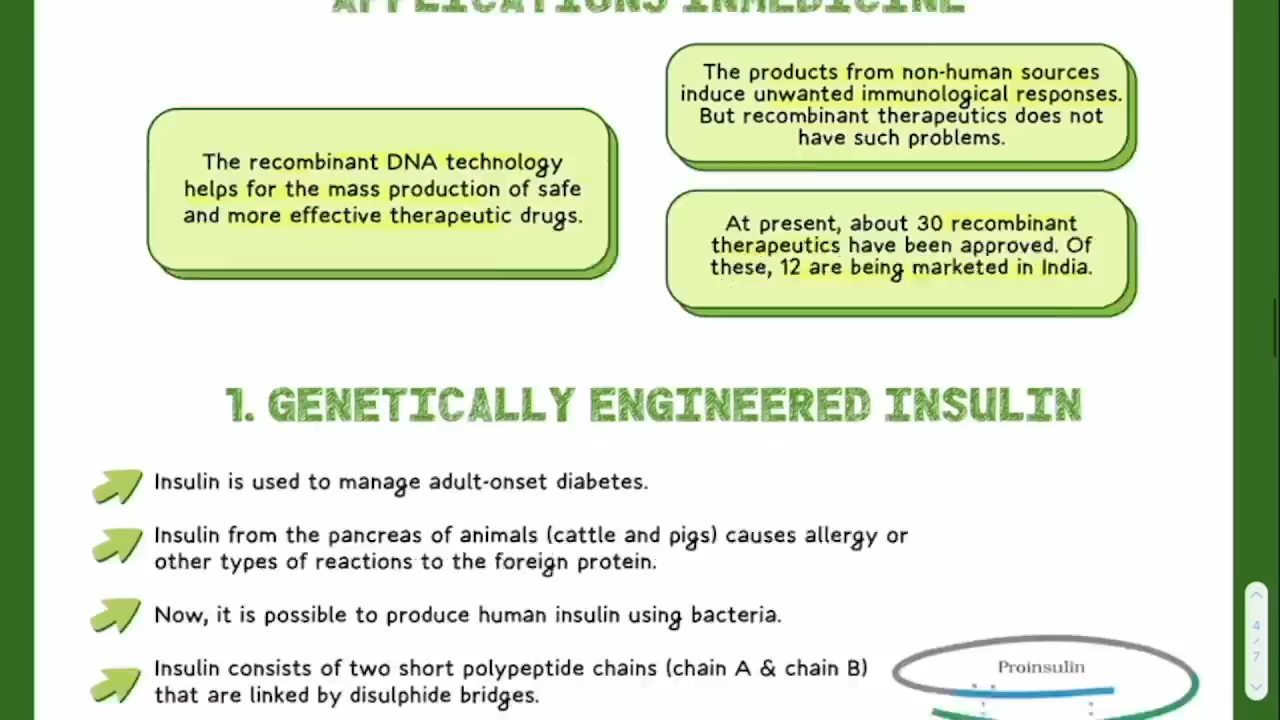 APPLICATIONS INMEDICINE
The recombinant DNA technology
helps for the mass production of safe
and more effective therapeutic drugs.
The products from non-human sources
induce unwanted immunological responses.
But recombinant therapeutics does not
have such problems.
At present, about 30 recombinant
therapeutics have been approved. Of
these, 12 are being marketed in India.
1. GENETICALLY ENGINEERED INSULIN
Insulin is used to manage adult-onset diabetes.
Insulin from the pancreas of animals (cattle and pigs) causes allergy or
other types of reactions to the foreign protein.
Now, it is possible to produce human insulin using bacteria.
Insulin consists of two short polypeptide chains (chain A & chain B)
that are linked by disulphide bridges.
Proinsulin
4
/
7